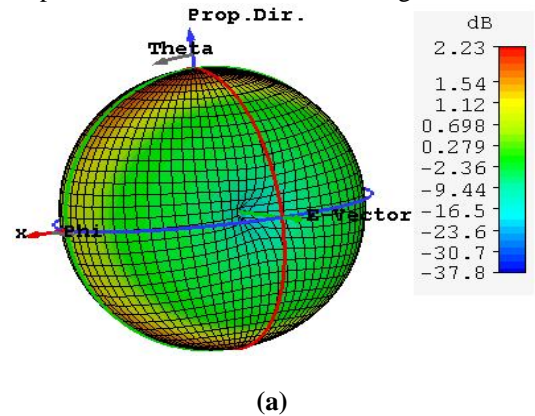 Prop.Dir.
Theta
x
Phi
E-Vector
dB
2.23
1.54
1.12
0.698
0.279
-2.36
-9.44
-16.5
-23.6
-30.7
-37.8
(a)